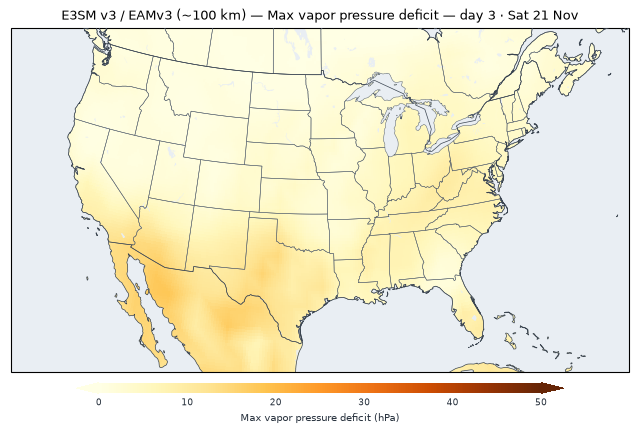 E3SM v3 / EAMv3 (~100 km) — Max vapor pressure deficit — day 3 · Sat 21 Nov
0 10 20 30 40 50
Max vapor pressure deficit (hPa)